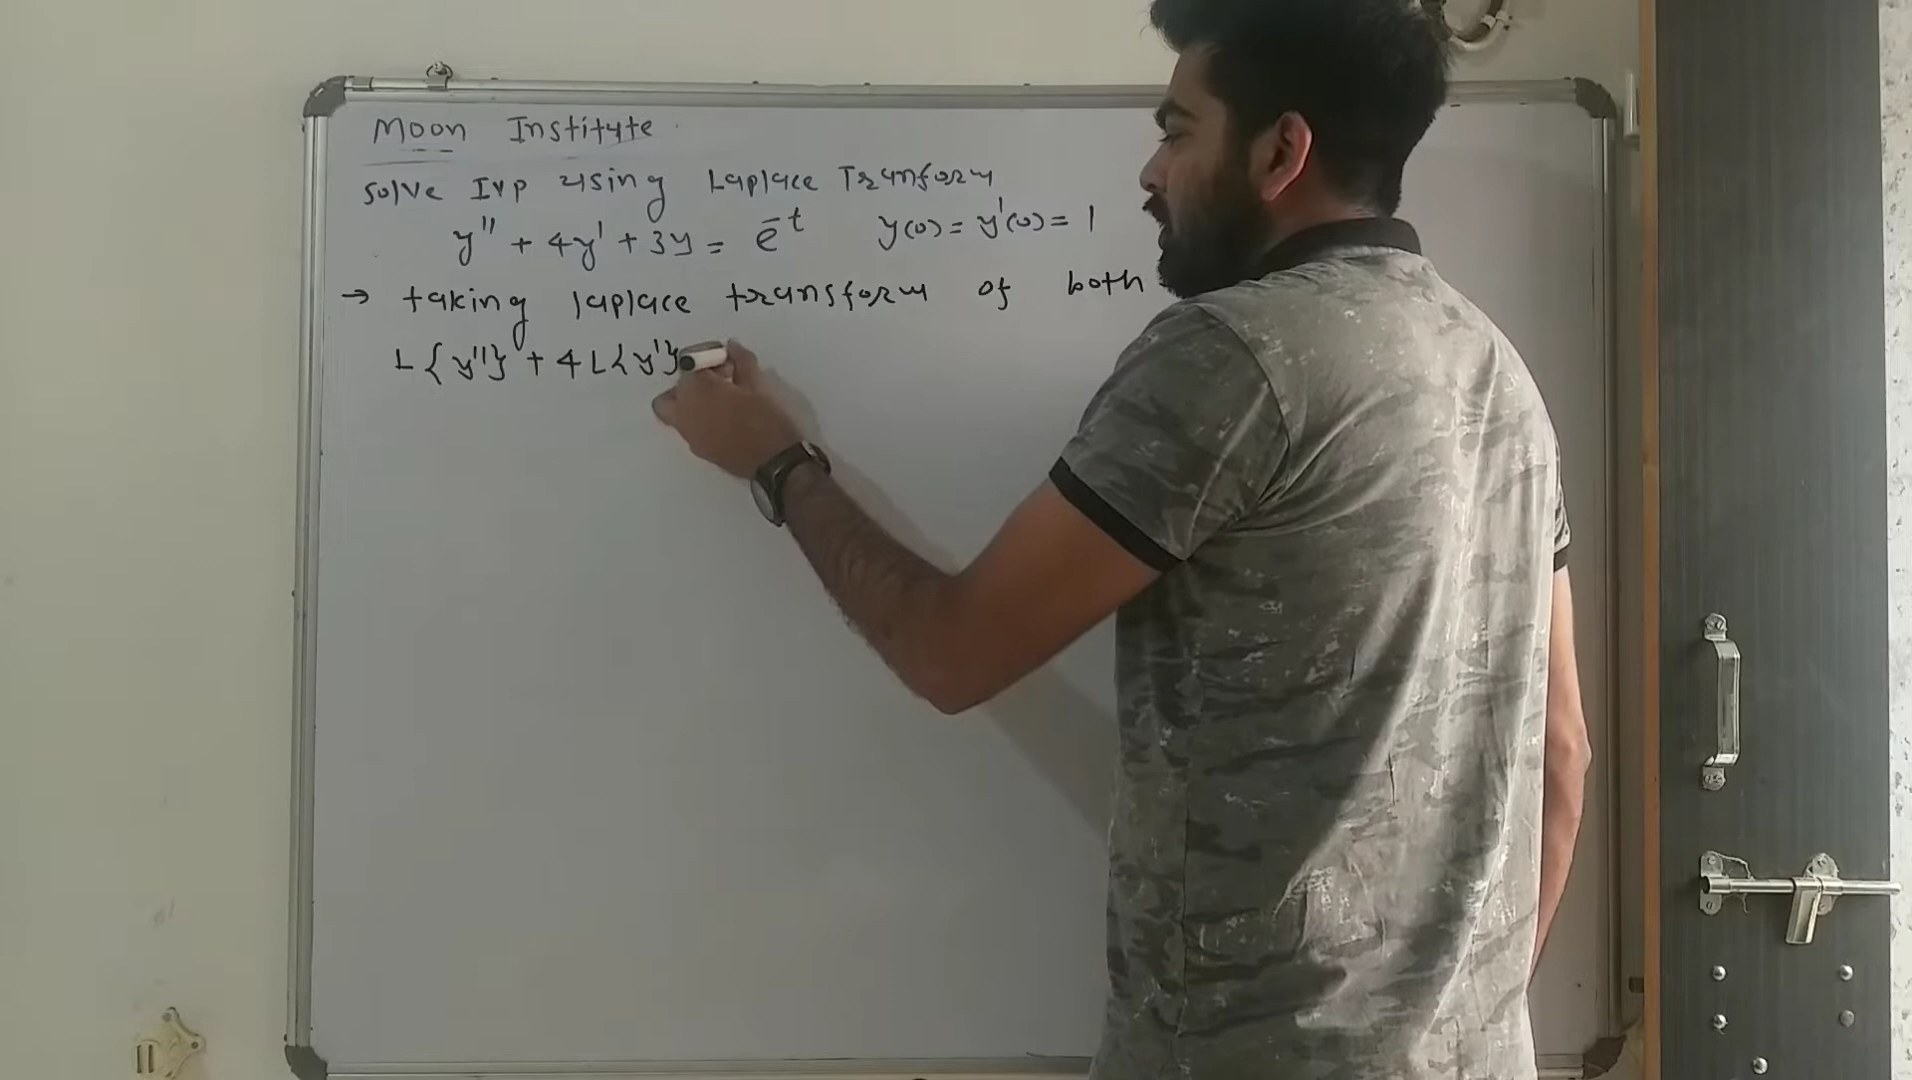 Moon Institute
Solve IVP using Laplace Transform
y'' + 4y' + 3y = e^-t y(0) = y'(0) = 1
→ taking laplace transform of both
L{y''} + 4L{y'}